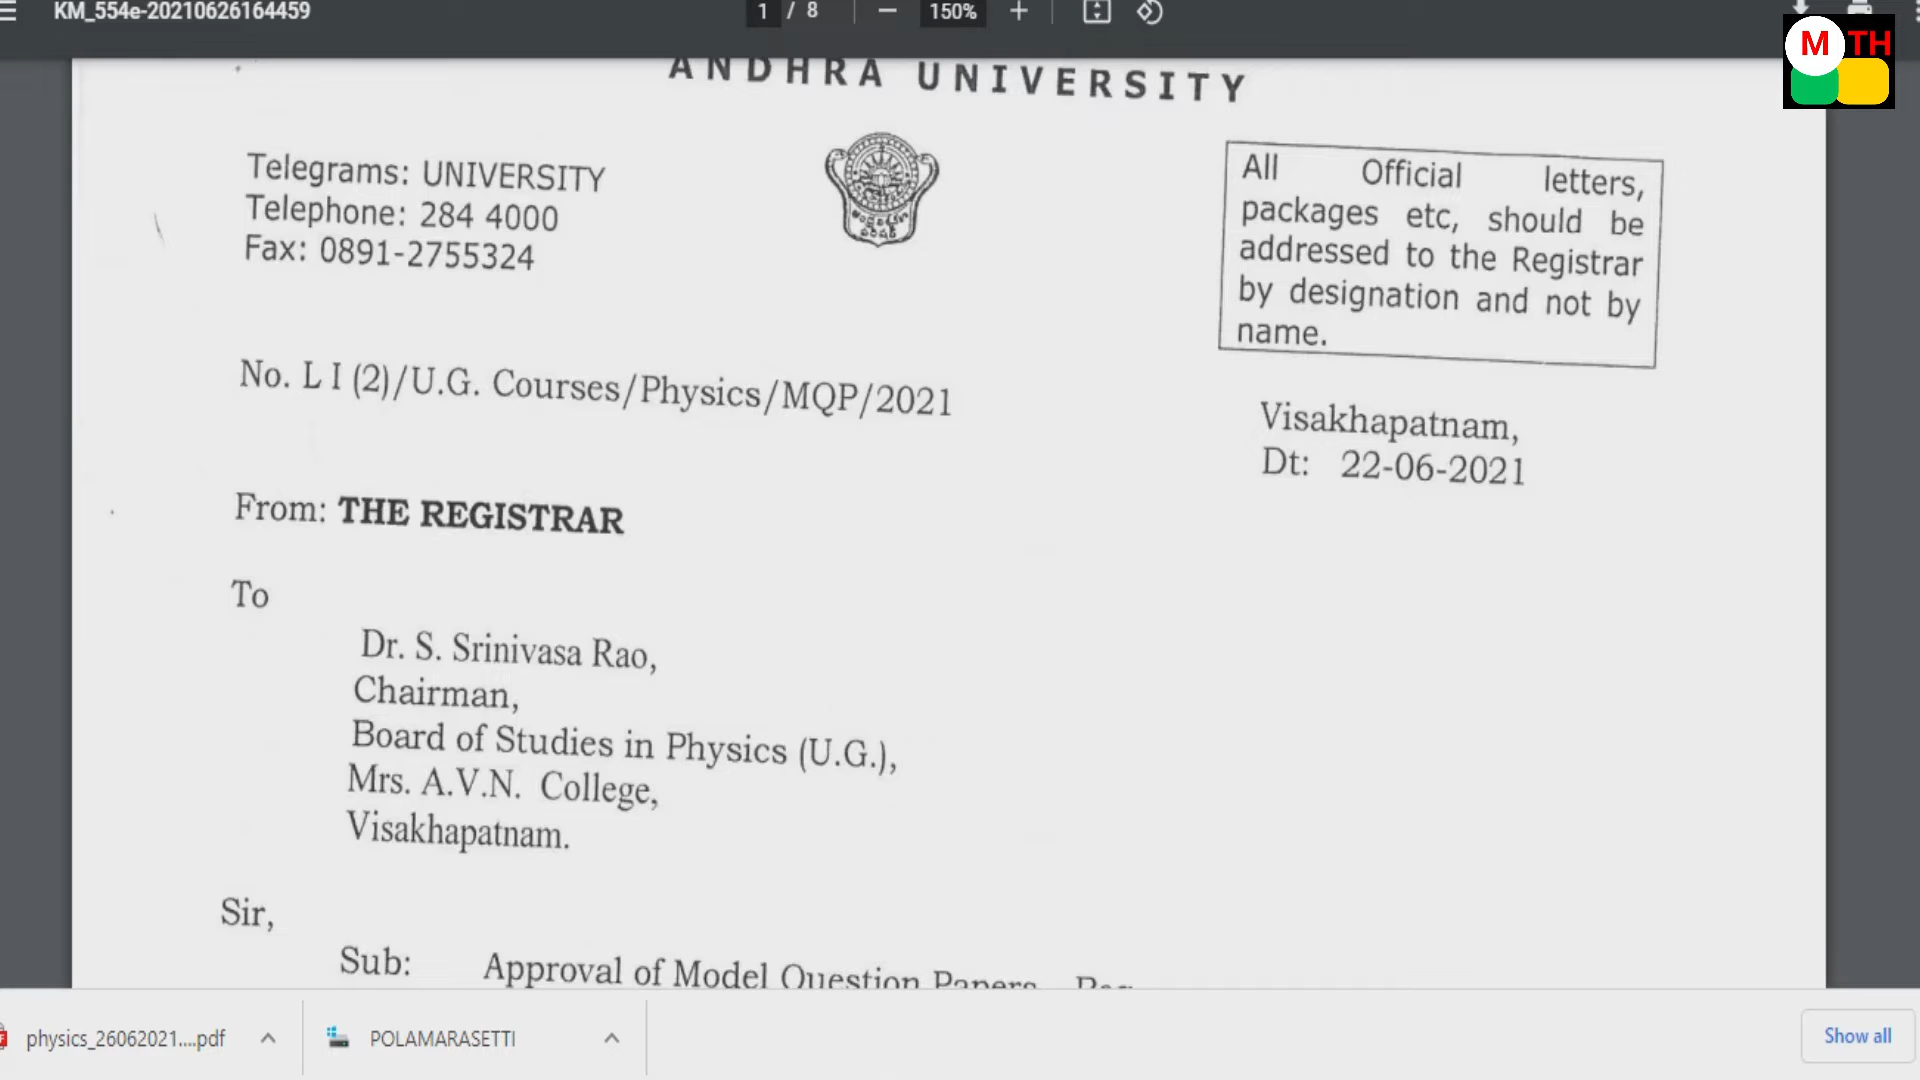 KM_554e-20210626164459
1 / 8
150%
M TH
ANDHRA UNIVERSITY
Telegrams: UNIVERSITY
Telephone: 284 4000
Fax: 0891-2755324
All Official letters,
packages etc, should be
addressed to the Registrar
by designation and not by
name.
No. L I (2)/U.G. Courses/Physics/MQP/2021
Visakhapatnam,
Dt: 22-06-2021
From: THE REGISTRAR
To
Dr. S. Srinivasa Rao,
Chairman,
Board of Studies in Physics (U.G.),
Mrs. A.V.N. College,
Visakhapatnam.
Sir,
Sub: Approval of Model Question Papers
physics_26062021....pdf
POLAMARASETTI
Show all